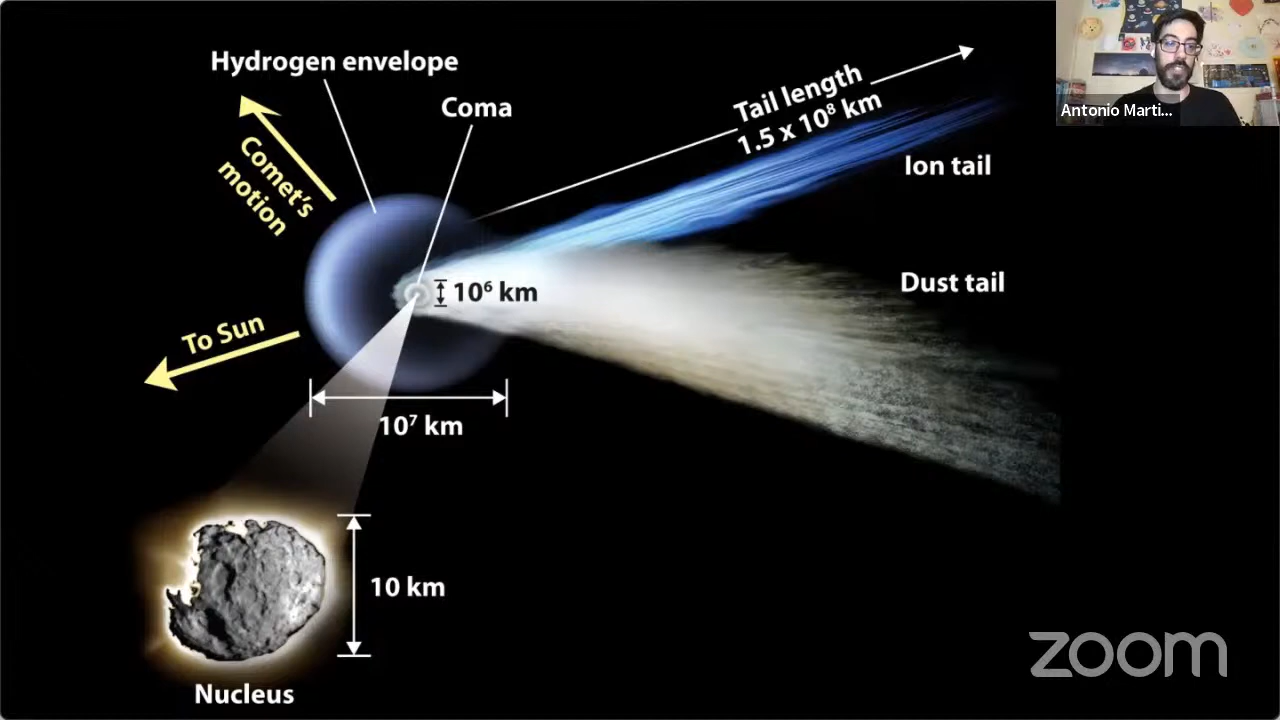 Hydrogen envelope
Coma
Tail length
1.5 x 10⁸ km
Antonio Marti...
Comet's
motion
Ion tail
Dust tail
10⁶ km
To Sun
10⁷ km
10 km
Nucleus
zoom